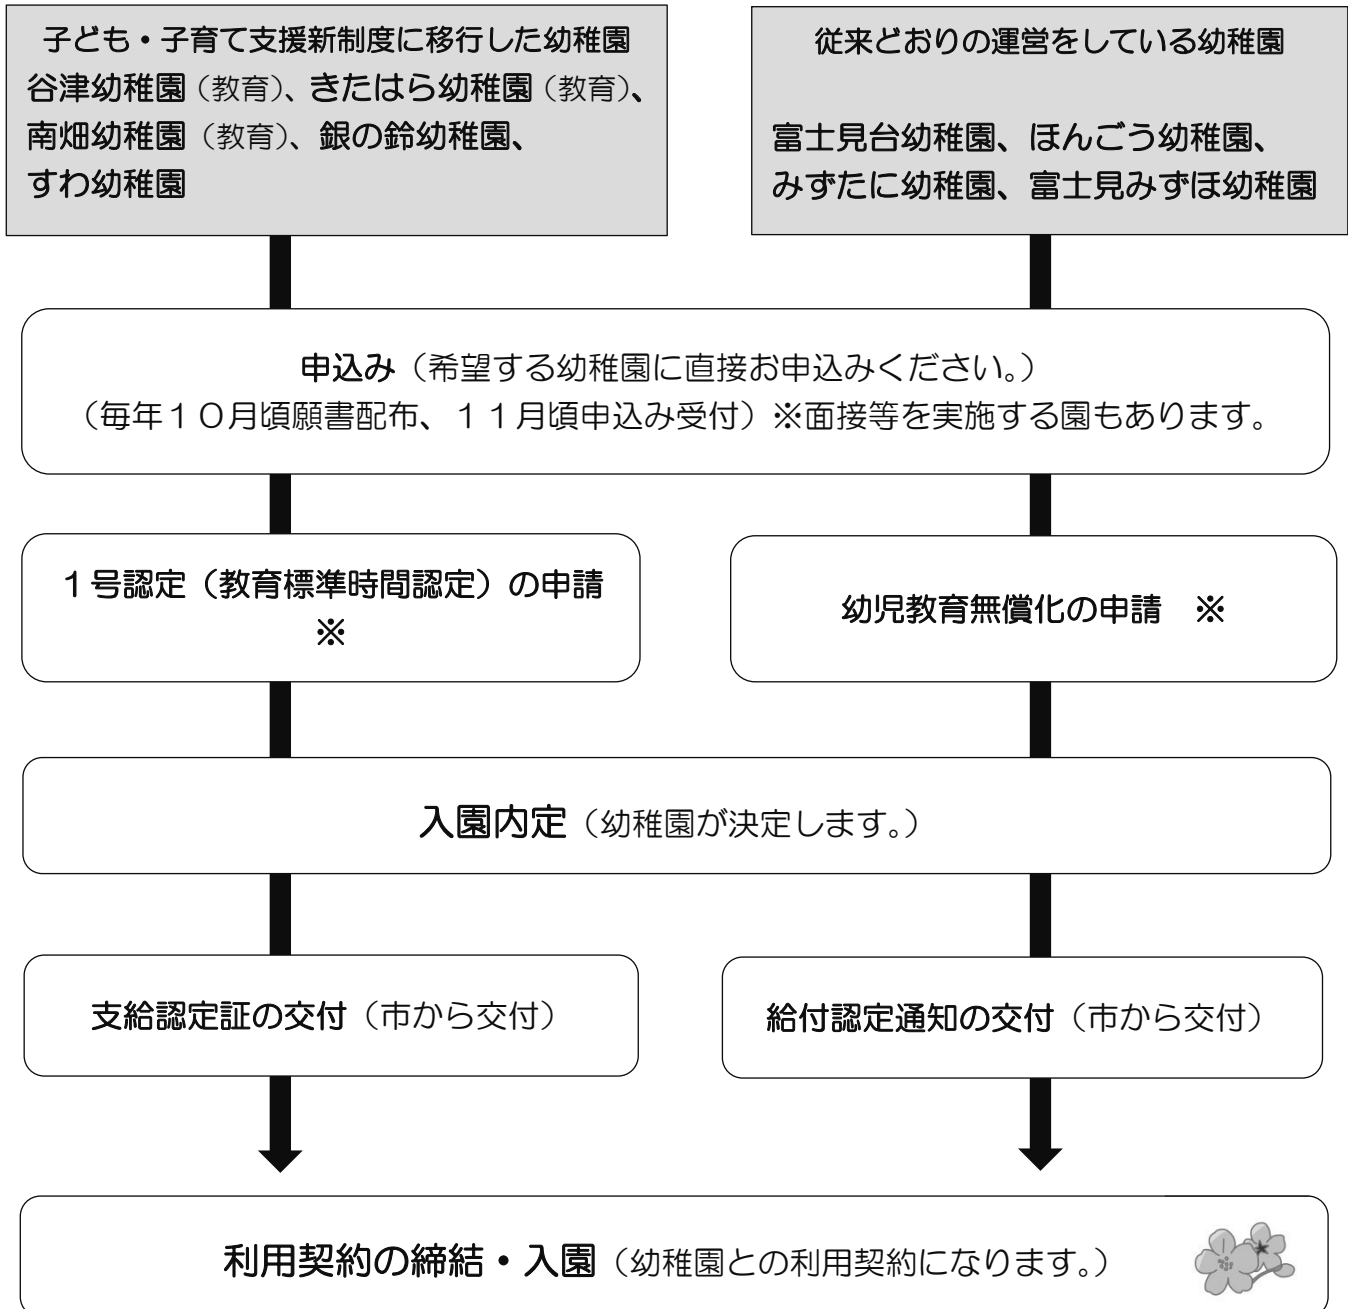 子ども・子育て支援新制度に移行した幼稚園
谷津幼稚園（教育）、きたはら幼稚園（教育）、
南畑幼稚園（教育）、銀の鈴幼稚園、
すわ幼稚園
従来どおりの運営をしている幼稚園
富士見台幼稚園、ほんごう幼稚園、
みずたに幼稚園、富士見みずほ幼稚園
申込み（希望する幼稚園に直接お申込みください。）
（毎年１０月頃願書配布、１１月頃申込み受付）※面接等を実施する園もあります。
１号認定（教育標準時間認定）の申請
※
幼児教育無償化の申請　※
入園内定（幼稚園が決定します。）
支給認定証の交付（市から交付）
給付認定通知の交付（市から交付）
利用契約の締結・入園（幼稚園との利用契約になります。）